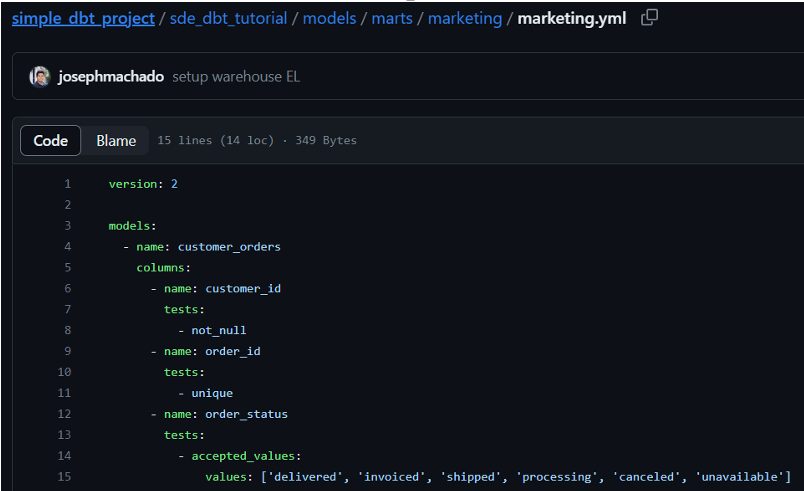 simple_dbt_project / sde_dbt_tutorial / models / marts / marketing / marketing.yml
josephmachado setup warehouse EL
Code Blame 15 lines (14 loc) · 349 Bytes
1 version: 2
2
3 models:
4   - name: customer_orders
5     columns:
6       - name: customer_id
7         tests:
8           - not_null
9       - name: order_id
10         tests:
11           - unique
12       - name: order_status
13         tests:
14           - accepted_values:
15               values: ['delivered', 'invoiced', 'shipped', 'processing', 'canceled', 'unavailable']